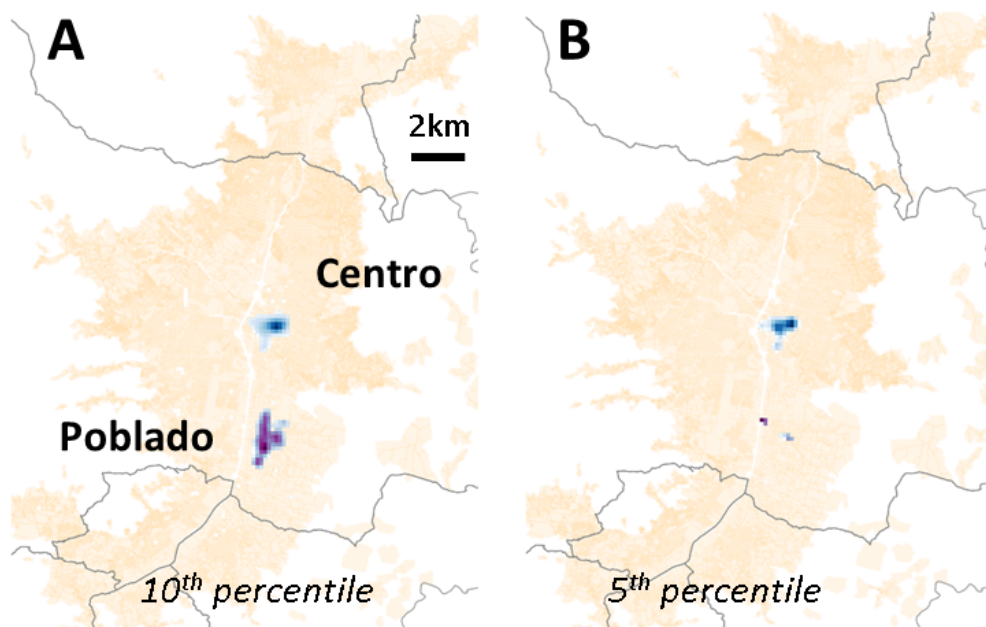 A
B
2km
Centro
Poblado
10th percentile
5th percentile